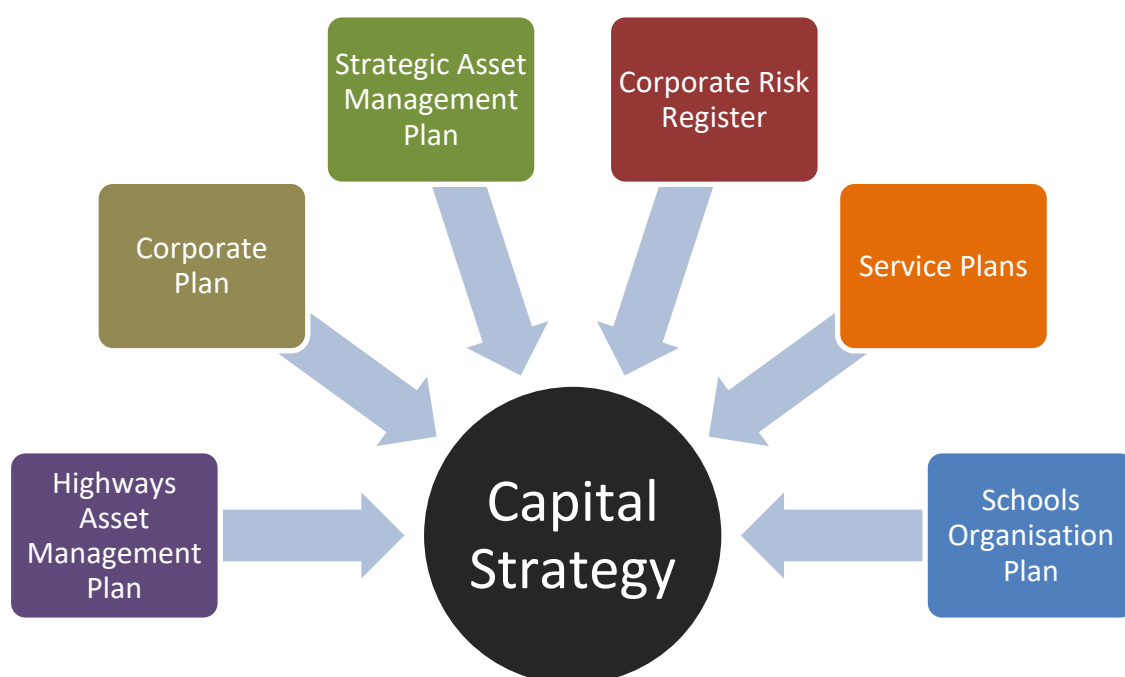 Strategic Asset
Management
Plan
Corporate Risk
Register
Corporate
Plan
Service Plans
Highways
Asset
Management
Plan
Capital
Strategy
Schools
Organisation
Plan